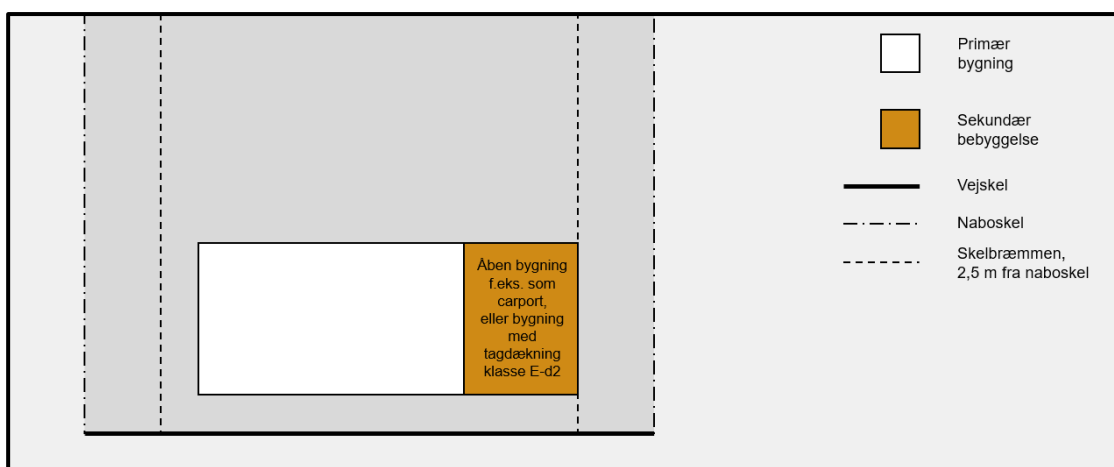 Primær
bygning
Sekundær
bebyggelse
Vejskel
Naboskel
Skelbræmmen,
2,5 m fra naboskel
Åben bygning
f.eks. som
carport,
eller bygning
med
tagdækning
klasse E-d2